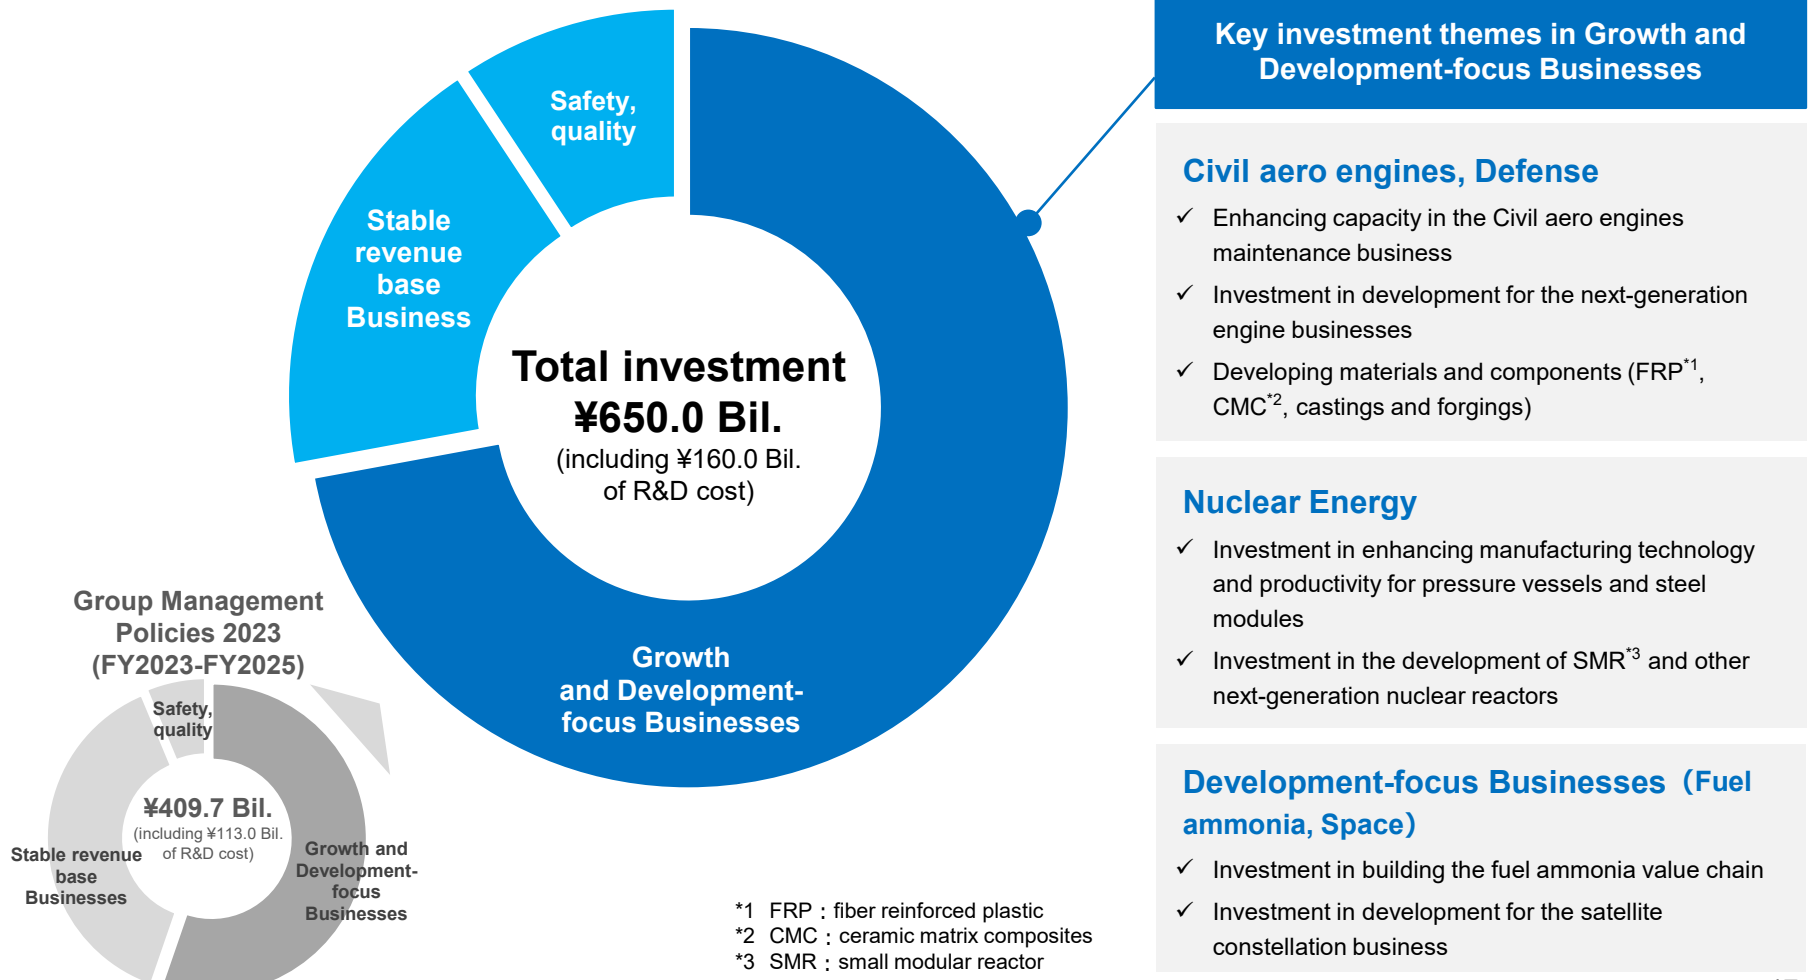 Safety,
quality
Stable
revenue
base
Business
Total investment
¥650.0 Bil.
(including ¥160.0 Bil.
of R&D cost)
Growth
and Development-
focus Businesses
Group Management
Policies 2023
(FY2023-FY2025)
Safety,
quality
¥409.7 Bil.
(including ¥113.0 Bil.
of R&D cost)
Stable revenue
base
Businesses
Growth and
Development-
focus
Businesses
*1 FRP：fiber reinforced plastic
*2 CMC：ceramic matrix composites
*3 SMR：small modular reactor
Key investment themes in Growth and
Development-focus Businesses
Civil aero engines, Defense
✓ Enhancing capacity in the Civil aero engines
maintenance business
✓ Investment in development for the next-generation
engine businesses
✓ Developing materials and components (FRP*1,
CMC*2, castings and forgings)
Nuclear Energy
✓ Investment in enhancing manufacturing technology
and productivity for pressure vessels and steel
modules
✓ Investment in the development of SMR*3 and other
next-generation nuclear reactors
Development-focus Businesses（Fuel
ammonia, Space）
✓ Investment in building the fuel ammonia value chain
✓ Investment in development for the satellite
constellation business